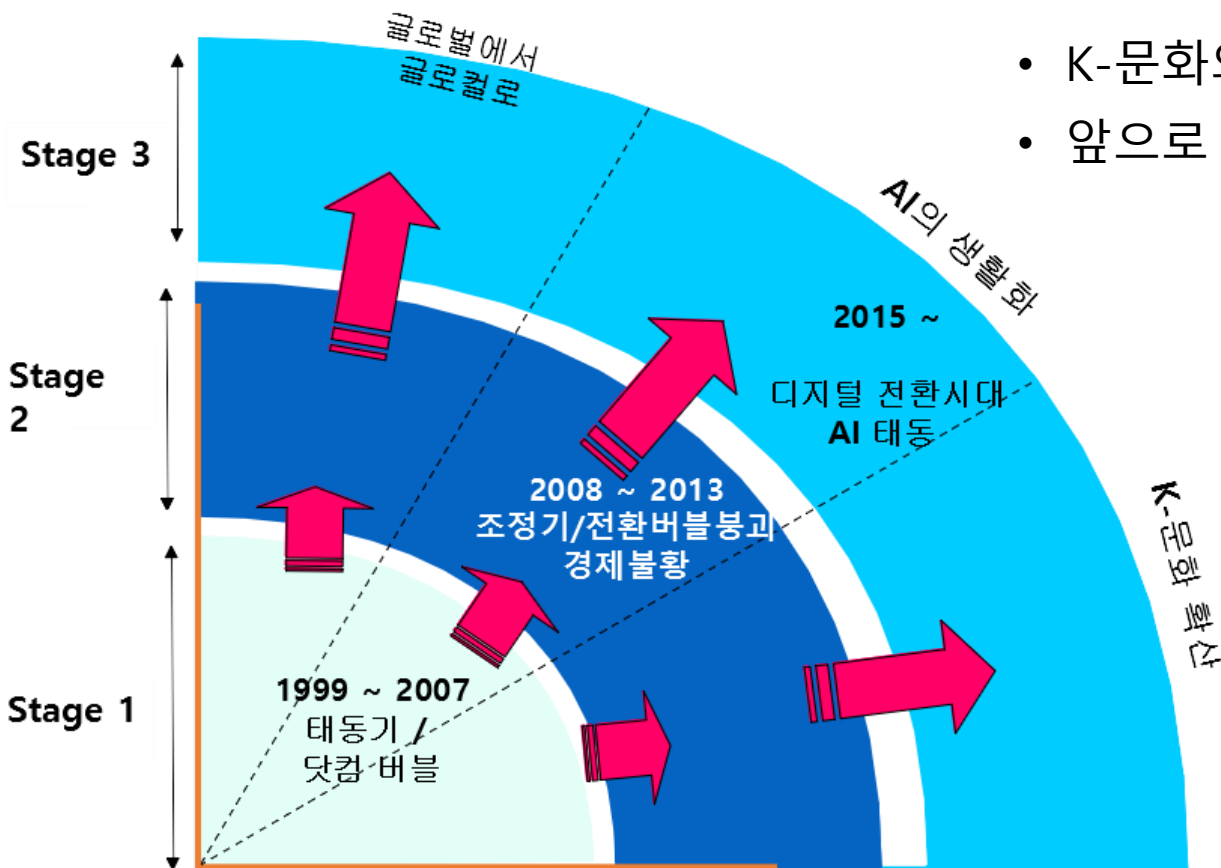 글로벌에서
글로컬로
• K-문화
• 앞으로
Stage 3
AI의 생활화
2015 ~
디지털 전환시대
AI 태동
Stage
2
2008 ~ 2013
조정기/전환버블붕괴
경제불황
K-문화 확산
Stage 1
1999 ~ 2007
태동기 /
닷컴 버블